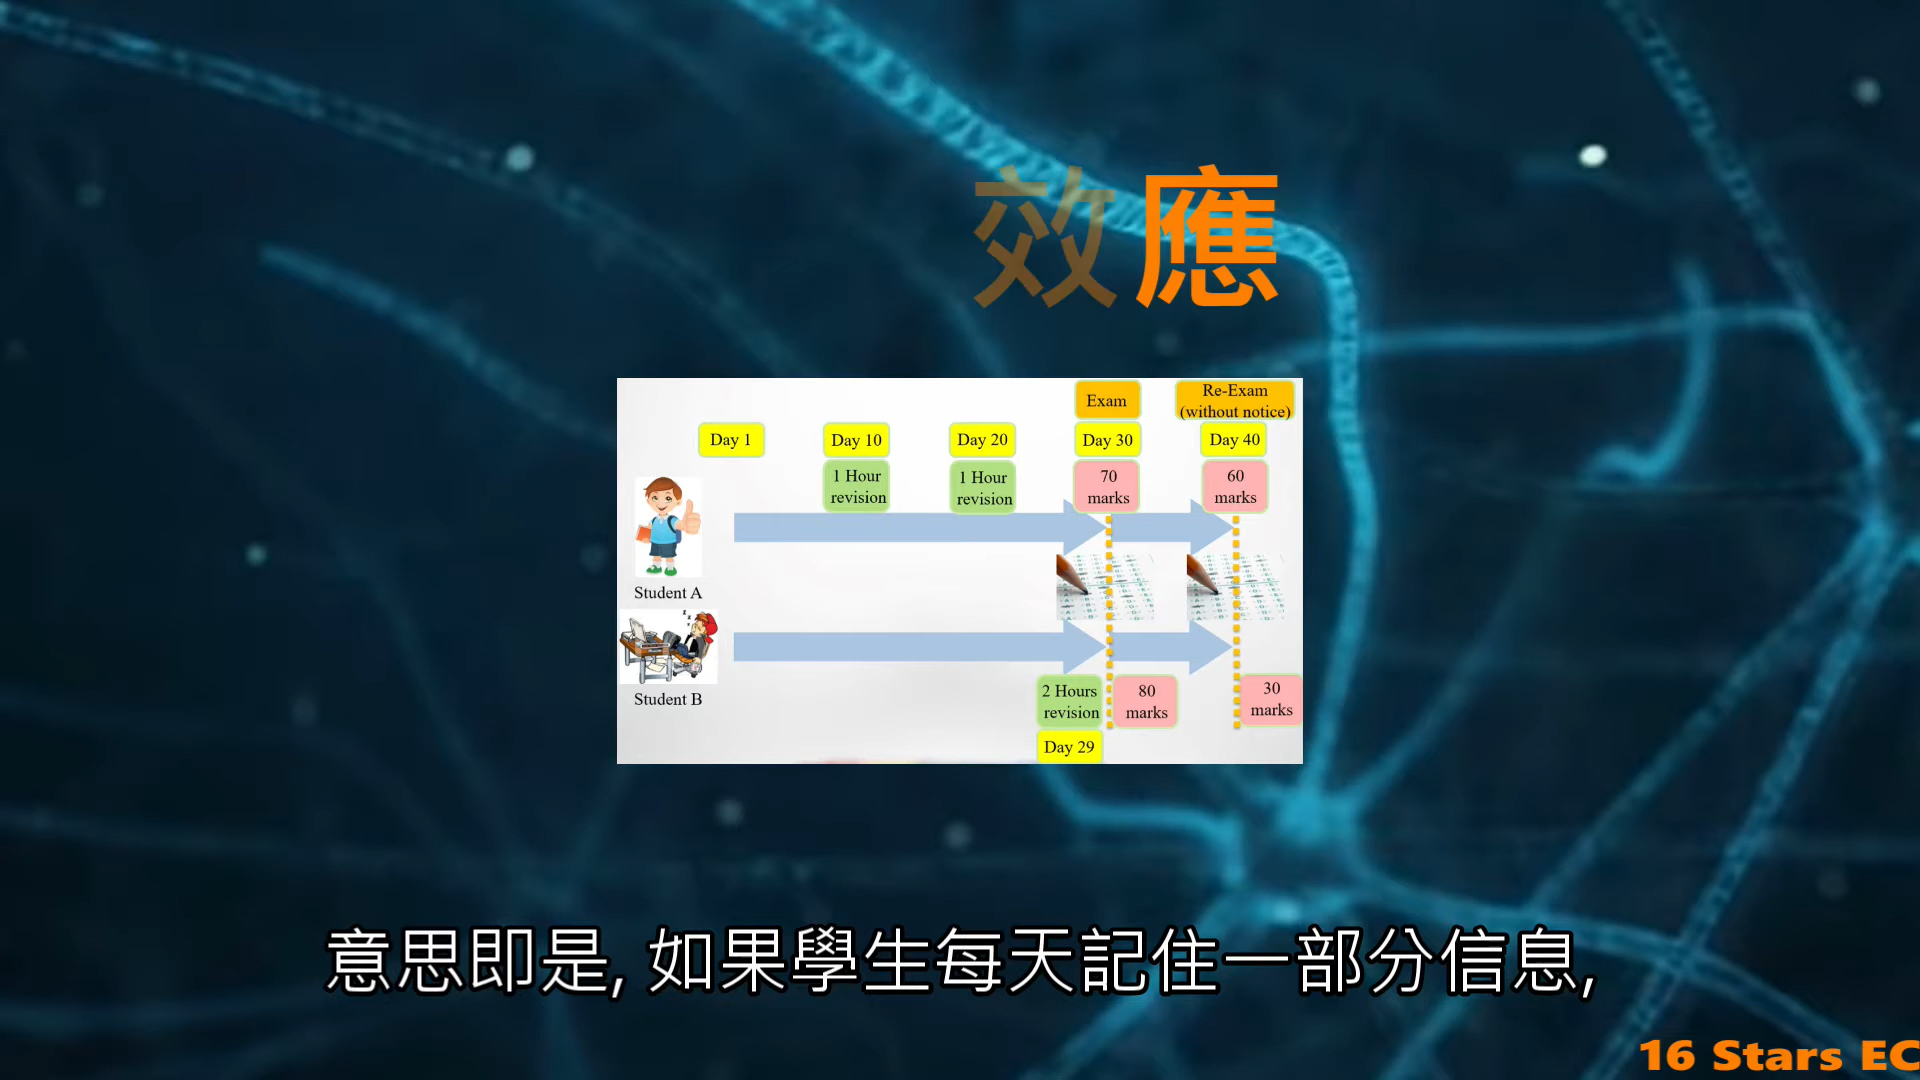 效應
Exam
Re-Exam
(without notice)
Day 1
Day 10
Day 20
Day 30
Day 40
1 Hour
revision
1 Hour
revision
70
marks
60
marks
Student A
Student B
2 Hours
revision
80
marks
30
marks
Day 29
意思即是, 如果學生每天記住一部分信息,
16 Stars EC